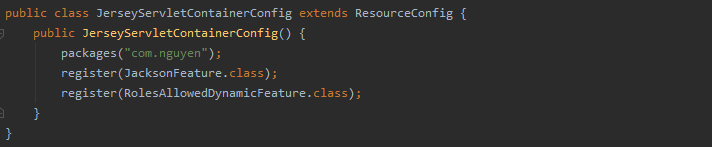 public class JerseyServletContainerConfig extends ResourceConfig {
    public JerseyServletContainerConfig() {
        packages("com.nguyen");
        register(JacksonFeature.class);
        register(RolesAllowedDynamicFeature.class);
    }
}